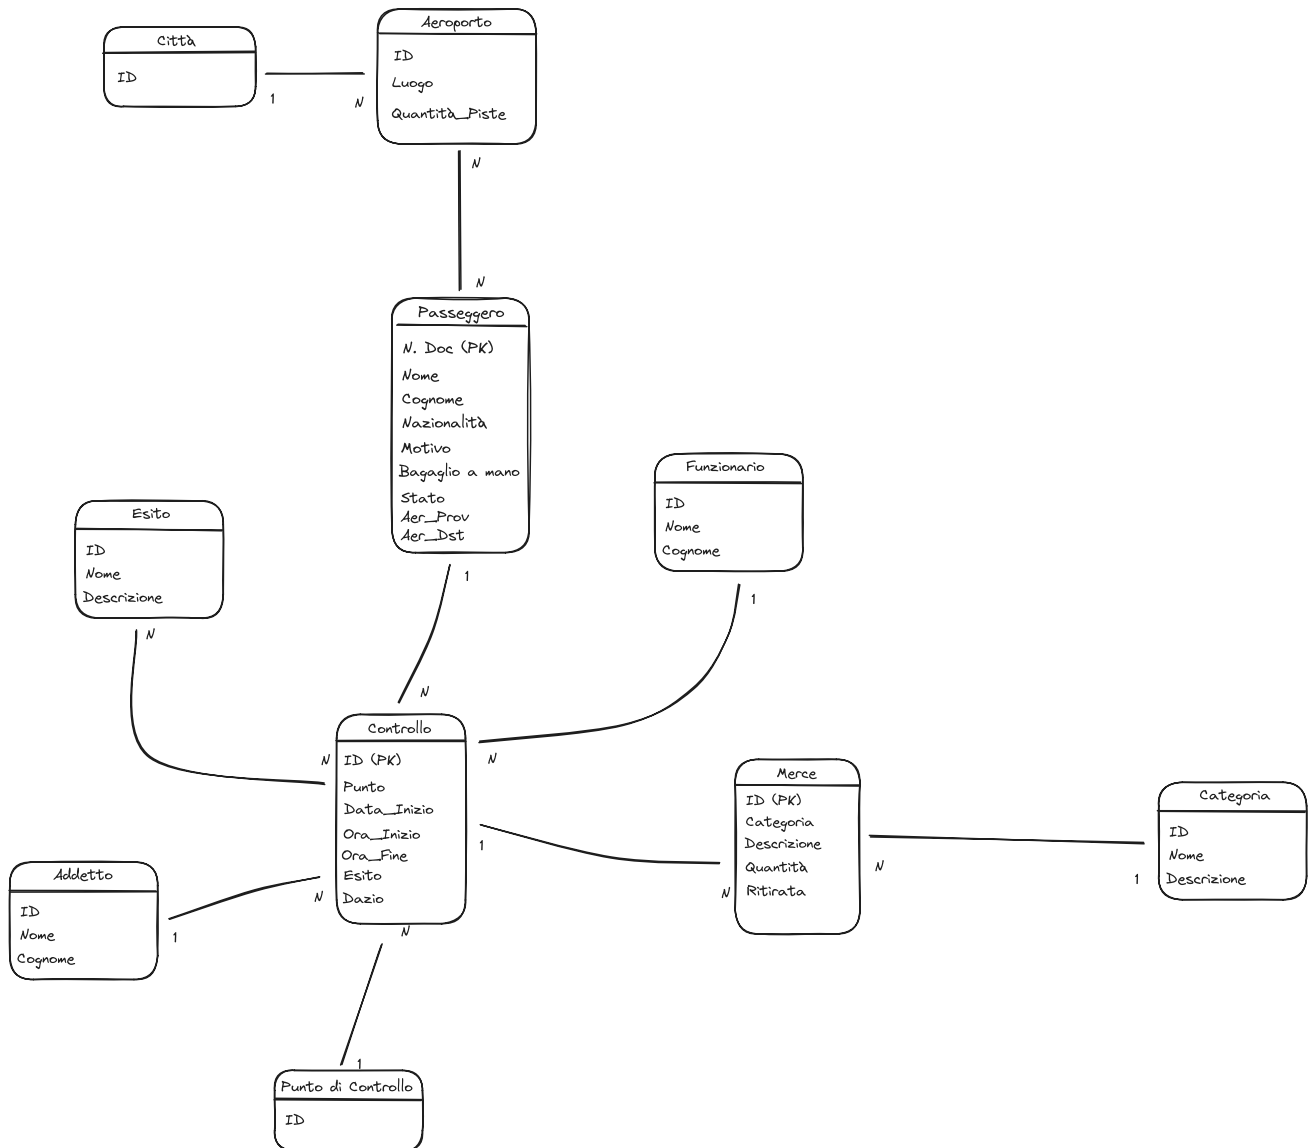 Città
ID
1
N
Aeroporto
ID
Luogo
Quantità_Piste
N
N
Passeggero
N. Doc (PK)
Nome
Cognome
Nazionalità
Motivo
Bagaglio a mano
Stato
Aer_Prov
Aer_Dst
1
N
Funzionario
ID
Nome
Cognome
1
N
Esito
ID
Nome
Descrizione
N
N
Controllo
ID (PK)
Punto
Data_Inizio
Ora_Inizio
Ora_Fine
Esito
Dazio
1
N
Merce
ID (PK)
Categoria
Descrizione
Quantità
Ritirata
N
1
Categoria
ID
Nome
Descrizione
Addetto
ID
Nome
Cognome
1
N
N
1
Punto di Controllo
ID